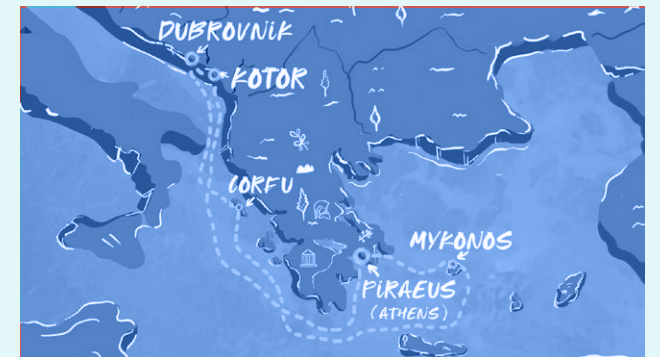 DUBROVNIK
KOTOR
CORFU
MYKONOS
PIRAEUS
(ATHENS)